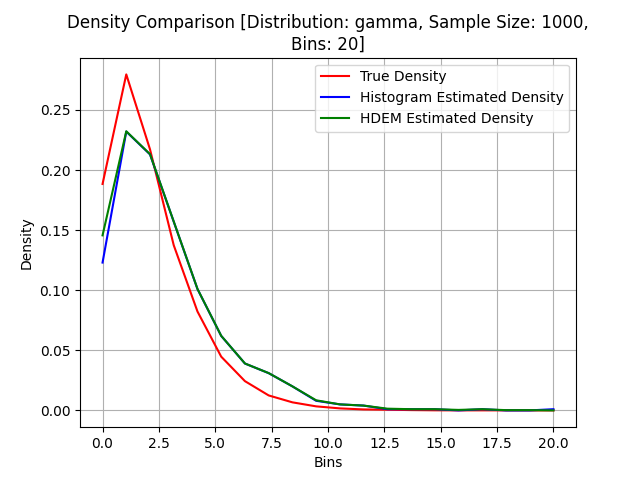 Density Comparison [Distribution: gamma, Sample Size: 1000,
Bins: 20]
True Density
Histogram Estimated Density
HDEM Estimated Density
Density
0.25
0.20
0.15
0.10
0.05
0.00
0.0 2.5 5.0 7.5 10.0 12.5 15.0 17.5 20.0
Bins